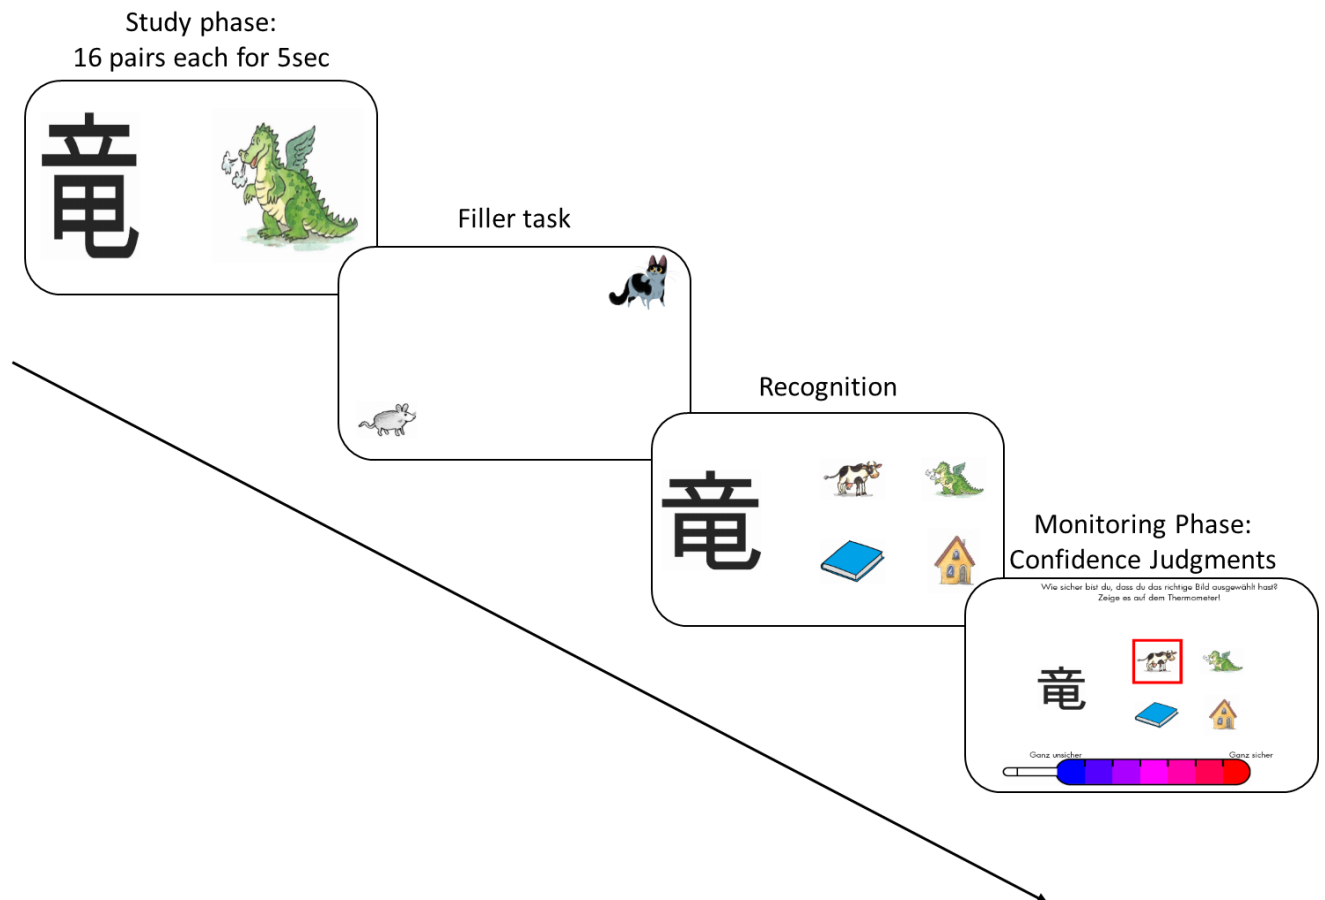 Study phase:
16 pairs each for 5sec
竜
Filler task
Recognition
竜
Monitoring Phase:
Confidence Judgments
Wie sicher bist du, dass du das richtige Bild ausgewählt hast?
Zeige es auf dem Thermometer!
竜
Ganz unsicher
Ganz sicher